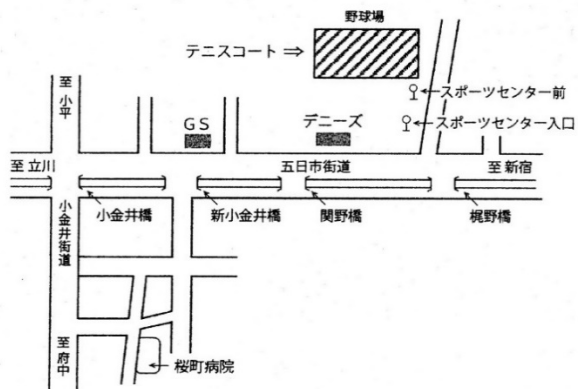 野球場
テニスコート ⇒
スポーツセンター前
スポーツセンター入口
至 小平
GS
デニーズ
至 立川
五日市街道
至 新宿
小金井橋
新小金井橋
関野橋
梶野橋
小金井街道
至 府中
桜町病院